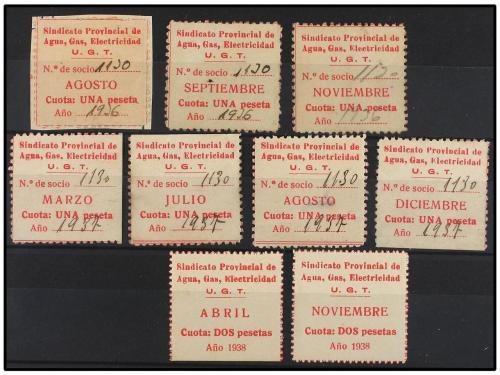 Sindicato Provincial de
Agua, Gas, Electricidad
U. G. T.
N.º de socio 1130
AGOSTO
Cuota: UNA peseta
Año 1936
Sindicato Provincial de
Agua, Gas, Electricidad
U. G. T.
N.º de socio 1130
SEPTIEMBRE
Cuota: UNA peseta
Año 1936
Sindicato Provincial de
Agua, Gas, Electricidad
U. G. T.
N.º de socio 1130
NOVIEMBRE
Cuota: UNA peseta
Año 1936
Sindicato Provincial de
Agua, Gas, Electricidad
U. G. T.
N.º de socio 1130
MARZO
Cuota: UNA peseta
Año 1937
Sindicato Provincial de
Agua, Gas, Electricidad
U. G. T.
N.º de socio 1130
JULIO
Cuota: UNA peseta
Año 1937
Sindicato Provincial de
Agua, Gas, Electricidad
U. G. T.
N.º de socio 1130
AGOSTO
Cuota: UNA peseta
Año 1937
Sindicato Provincial de
Agua, Gas, Electricidad
U. G. T.
N.º de socio 1130
DICIEMBRE
Cuota: UNA peseta
Año 1937
Sindicato Provincial de
Agua, Gas, Electricidad
U. G. T.
ABRIL
Cuota: DOS pesetas
Año 1938
Sindicato Provincial de
Agua, Gas, Electricidad
U. G. T.
NOVIEMBRE
Cuota: DOS pesetas
Año 1938